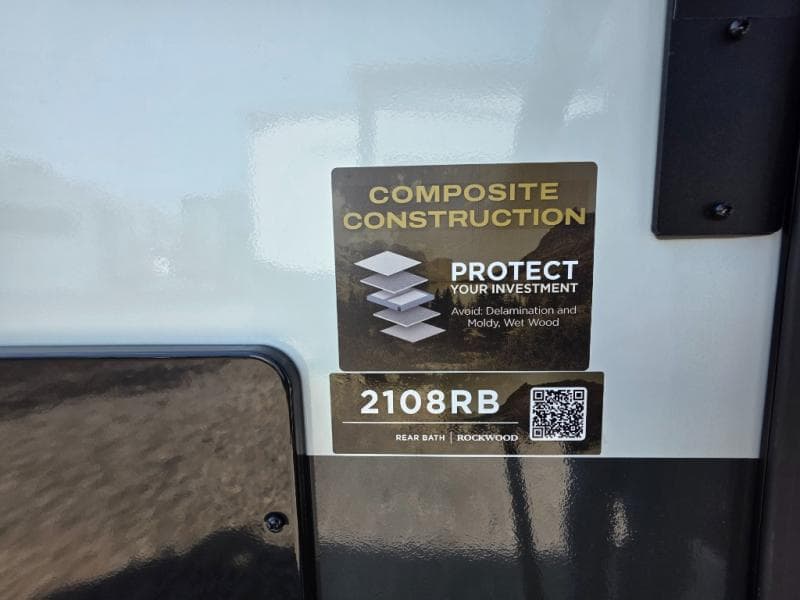 COMPOSITE
CONSTRUCTION
PROTECT
YOUR INVESTMENT
Avoid: Delamination and
Moldy, Wet Wood
2108RB
REAR BATH | ROCKWOOD